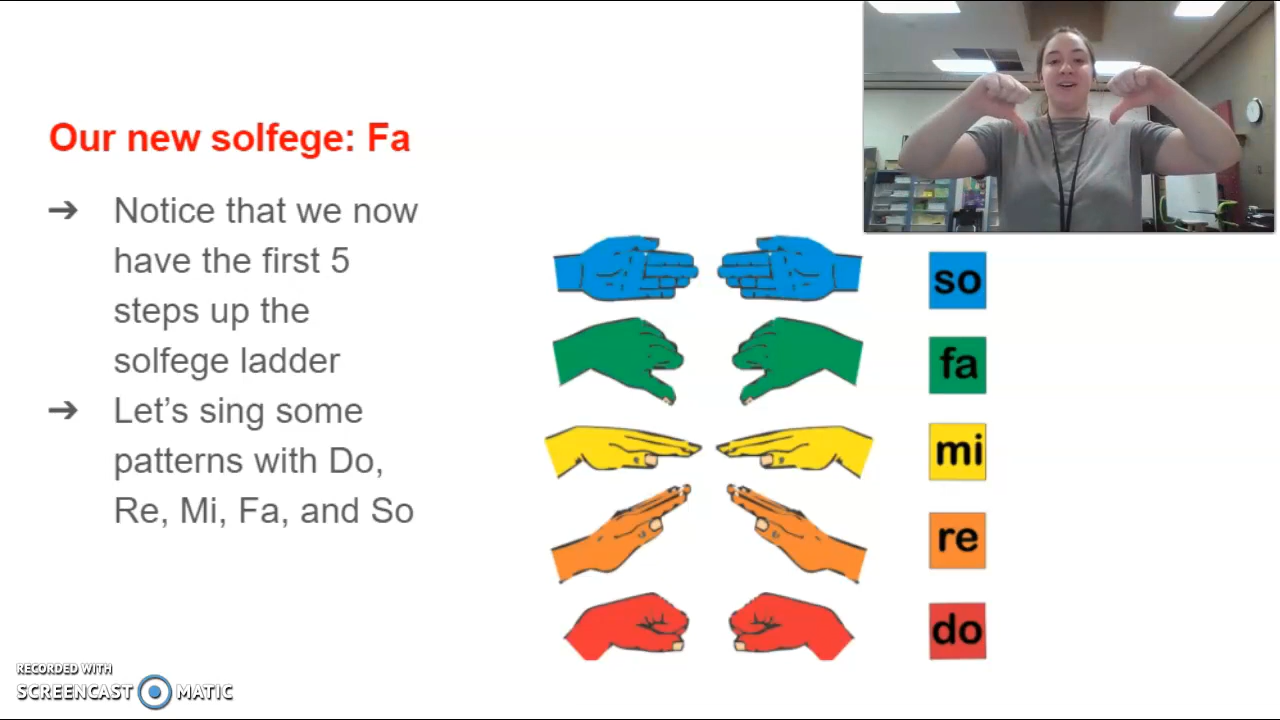 Our new solfege: Fa
➔ Notice that we now
have the first 5
steps up the
solfege ladder
➔ Let’s sing some
patterns with Do,
Re, Mi, Fa, and So
so
fa
mi
re
do
RECORDED WITH
SCREENCAST MATIC